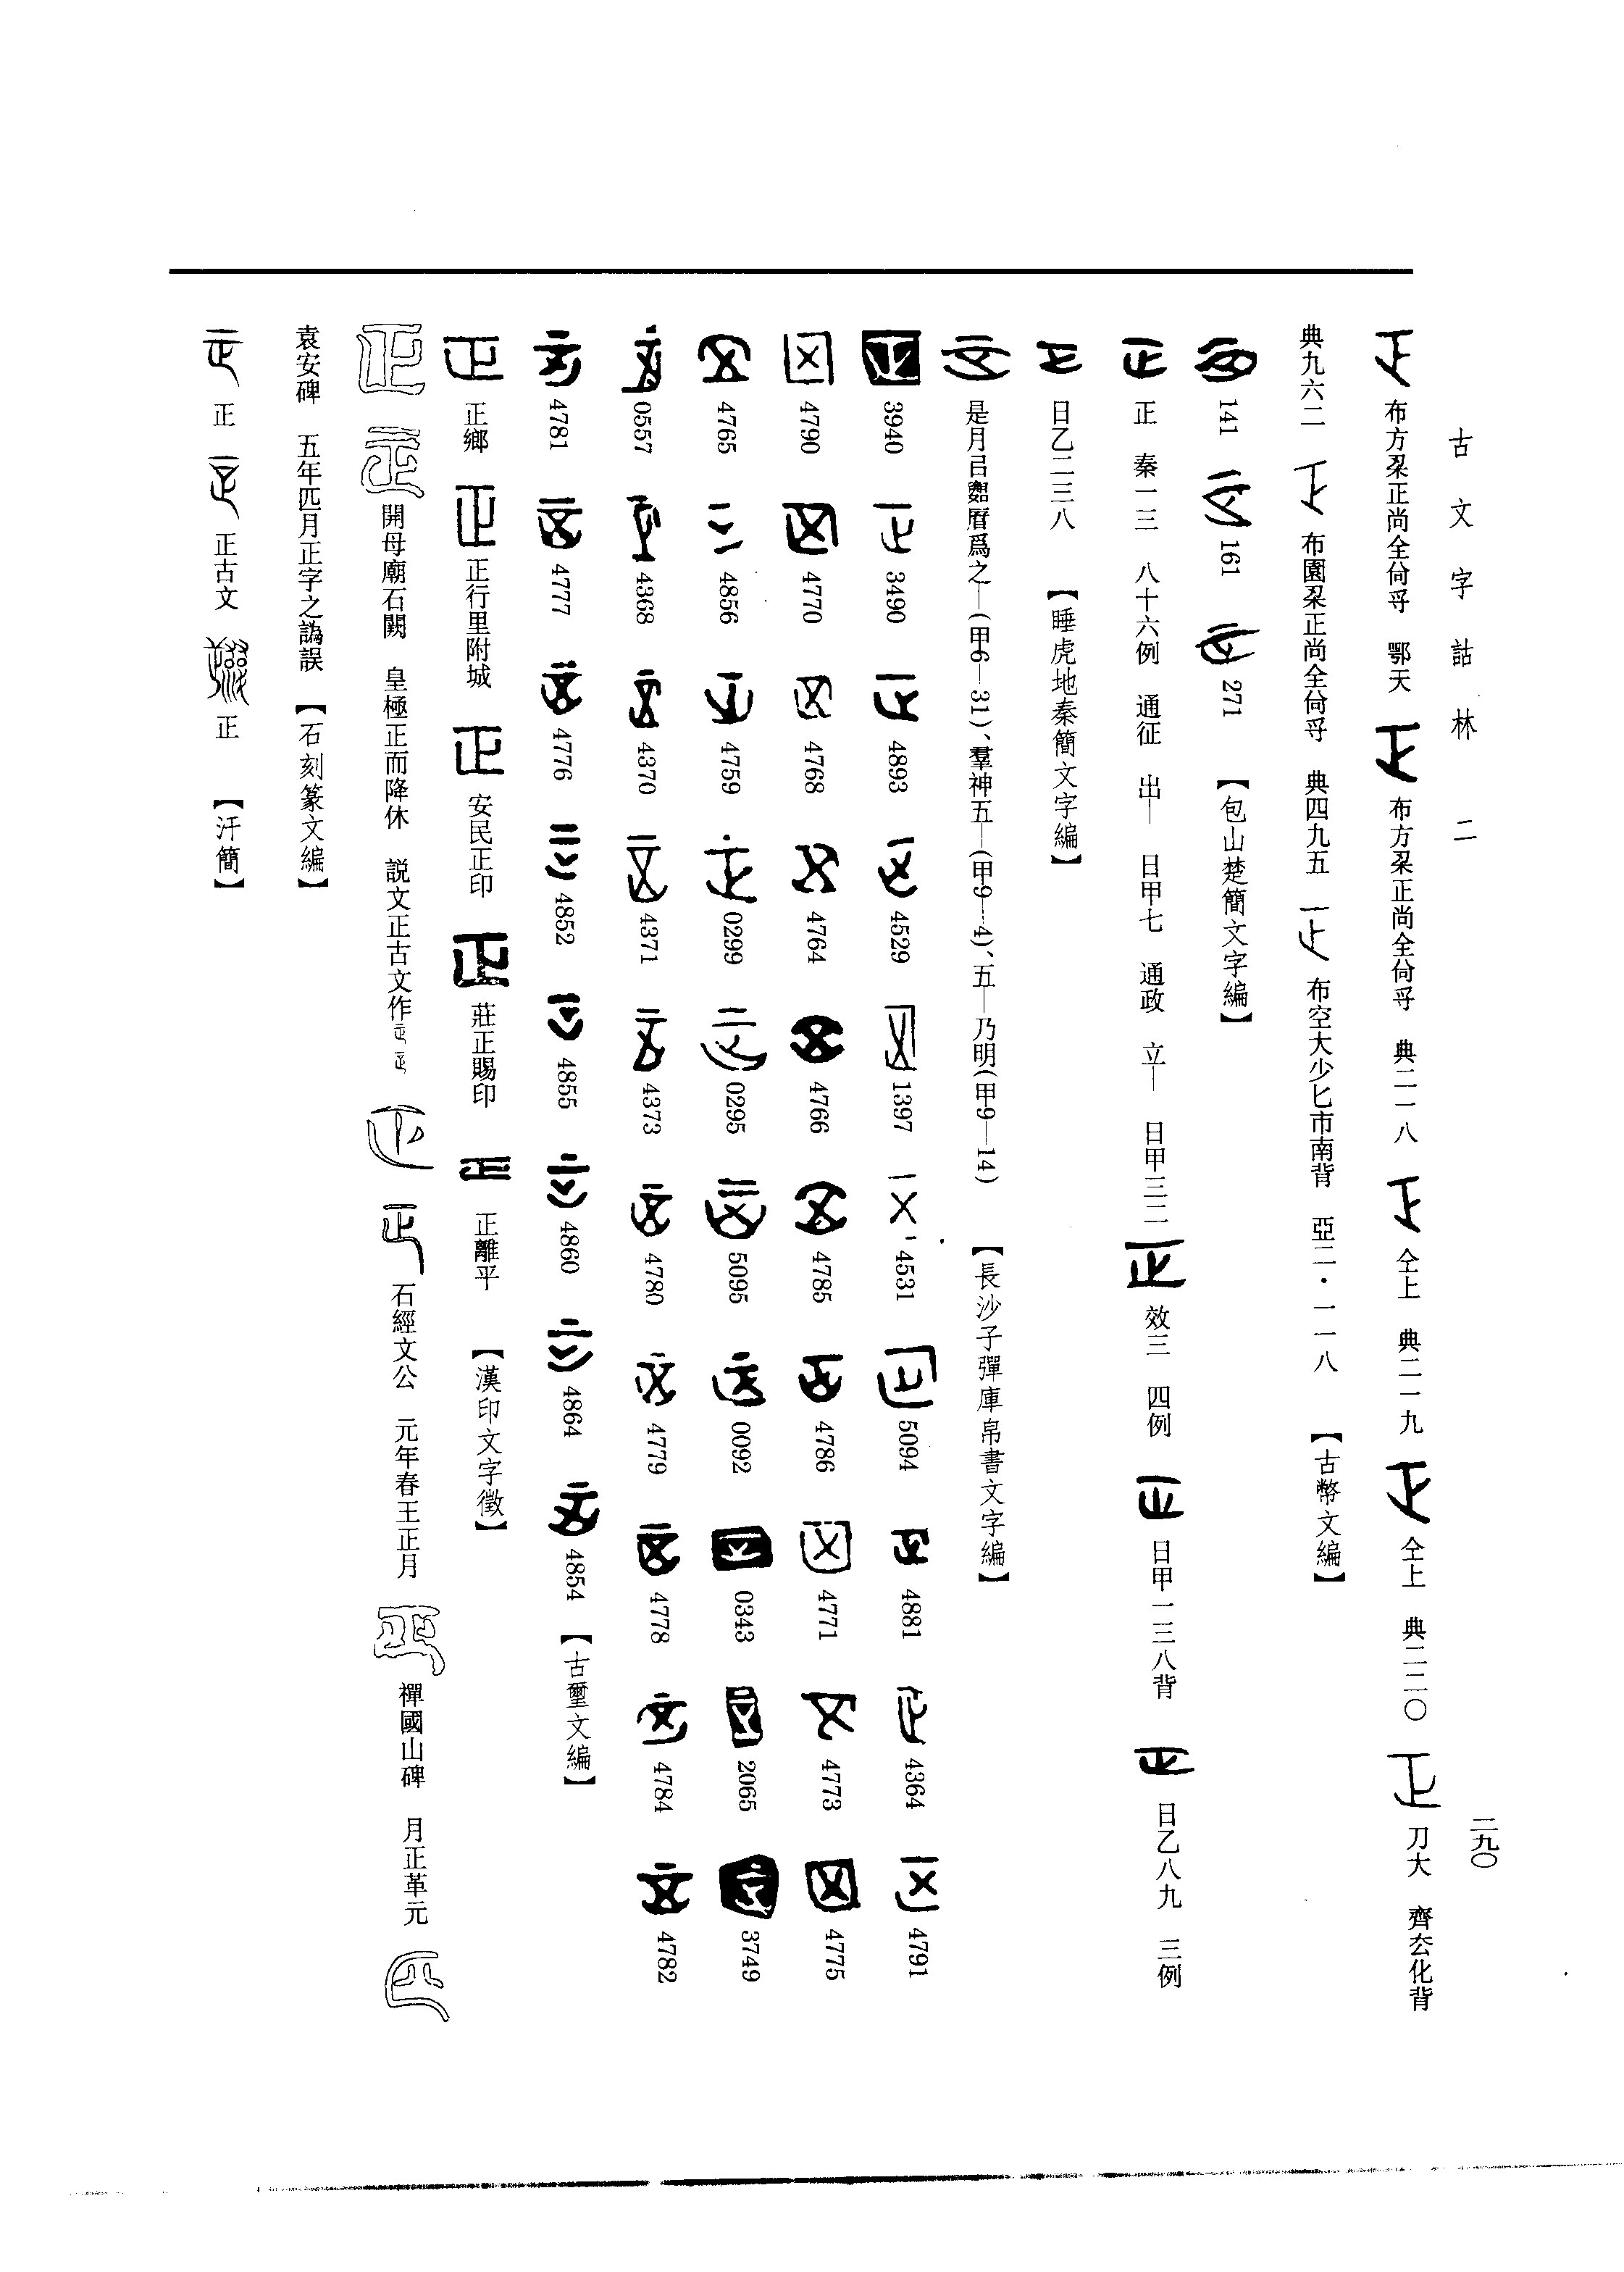 古文字詁林 二
二九〇
布方 正尚全尚寽 鄂天 布方 正尚全尚寽 典二一八 仝上 典二一九 仝上 典二二〇 刀大 齊厺化背
典九六二 布圜 正尚全尚寽 典四九五 布空大少匕市南背 亞二·一一八 【古幣文編】
141 161 271 【包山楚簡文字編】
正 秦一三 八十六例 通征 出— 日甲七 通政 立— 日甲三二 效三 四例 日甲一三八背 日乙八九 三例
日乙二三八 【睡虎地秦簡文字編】
是月㠯 爲之—(甲6—31)、羣神五—(甲9—4)、五—乃明(甲9—14) 【長沙子彈庫帛書文字編】
3940 3490 4893 4529 1397 4531 5094 4881 4364 4791
4790 4770 4768 4764 4766 4785 4786 4771 4773 4775
4765 4856 4759 0299 0295 5095 0092 0343 2065 3749
0557 4368 4370 4371 4373 4780 4779 4778 4784 4782
4781 4777 4776 4852 4855 4860 4864 4854 【古璽文編】
正鄉 正行里附城 安民正印 莊正賜印 正離平 【漢印文字徵】
開母廟石闕 皇極正而降休 説文正古文作 石經文公 元年春王正月 禪國山碑 月正革元
袁安碑 五年匹月正字之譌誤 【石刻篆文編】
正 正古文 正 【汗簡】